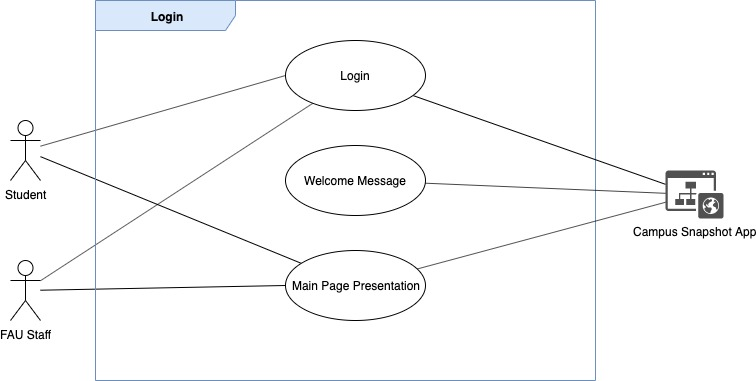 Login
Login
Student
Welcome Message
Campus Snapshot App
Main Page Presentation
FAU Staff